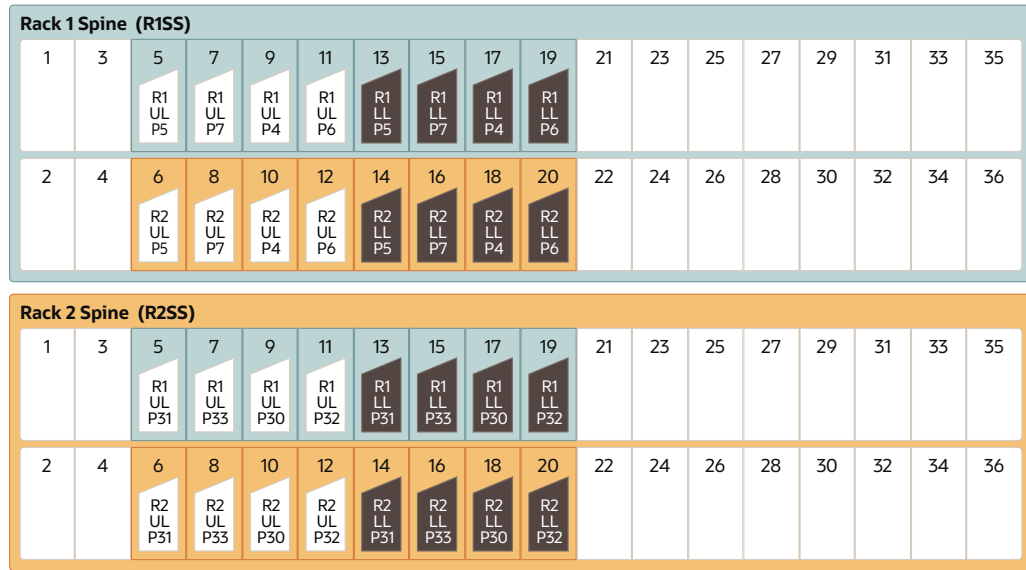 Rack 1 Spine (R1SS)
1 3 5 7 9 11 13 15 17 19 21 23 25 27 29 31 33 35
R1 R1 R1 R1 R1 R1 R1 R1
UL UL UL UL LL LL LL LL
P5 P7 P4 P6 P5 P7 P4 P6
2 4 6 8 10 12 14 16 18 20 22 24 26 28 30 32 34 36
R2 R2 R2 R2 R2 R2 R2 R2
UL UL UL UL LL LL LL LL
P5 P7 P4 P6 P5 P7 P4 P6
Rack 2 Spine (R2SS)
1 3 5 7 9 11 13 15 17 19 21 23 25 27 29 31 33 35
R1 R1 R1 R1 R1 R1 R1 R1
UL UL UL UL LL LL LL LL
P31 P33 P30 P32 P31 P33 P30 P32
2 4 6 8 10 12 14 16 18 20 22 24 26 28 30 32 34 36
R2 R2 R2 R2 R2 R2 R2 R2
UL UL UL UL LL LL LL LL
P31 P33 P30 P32 P31 P33 P30 P32